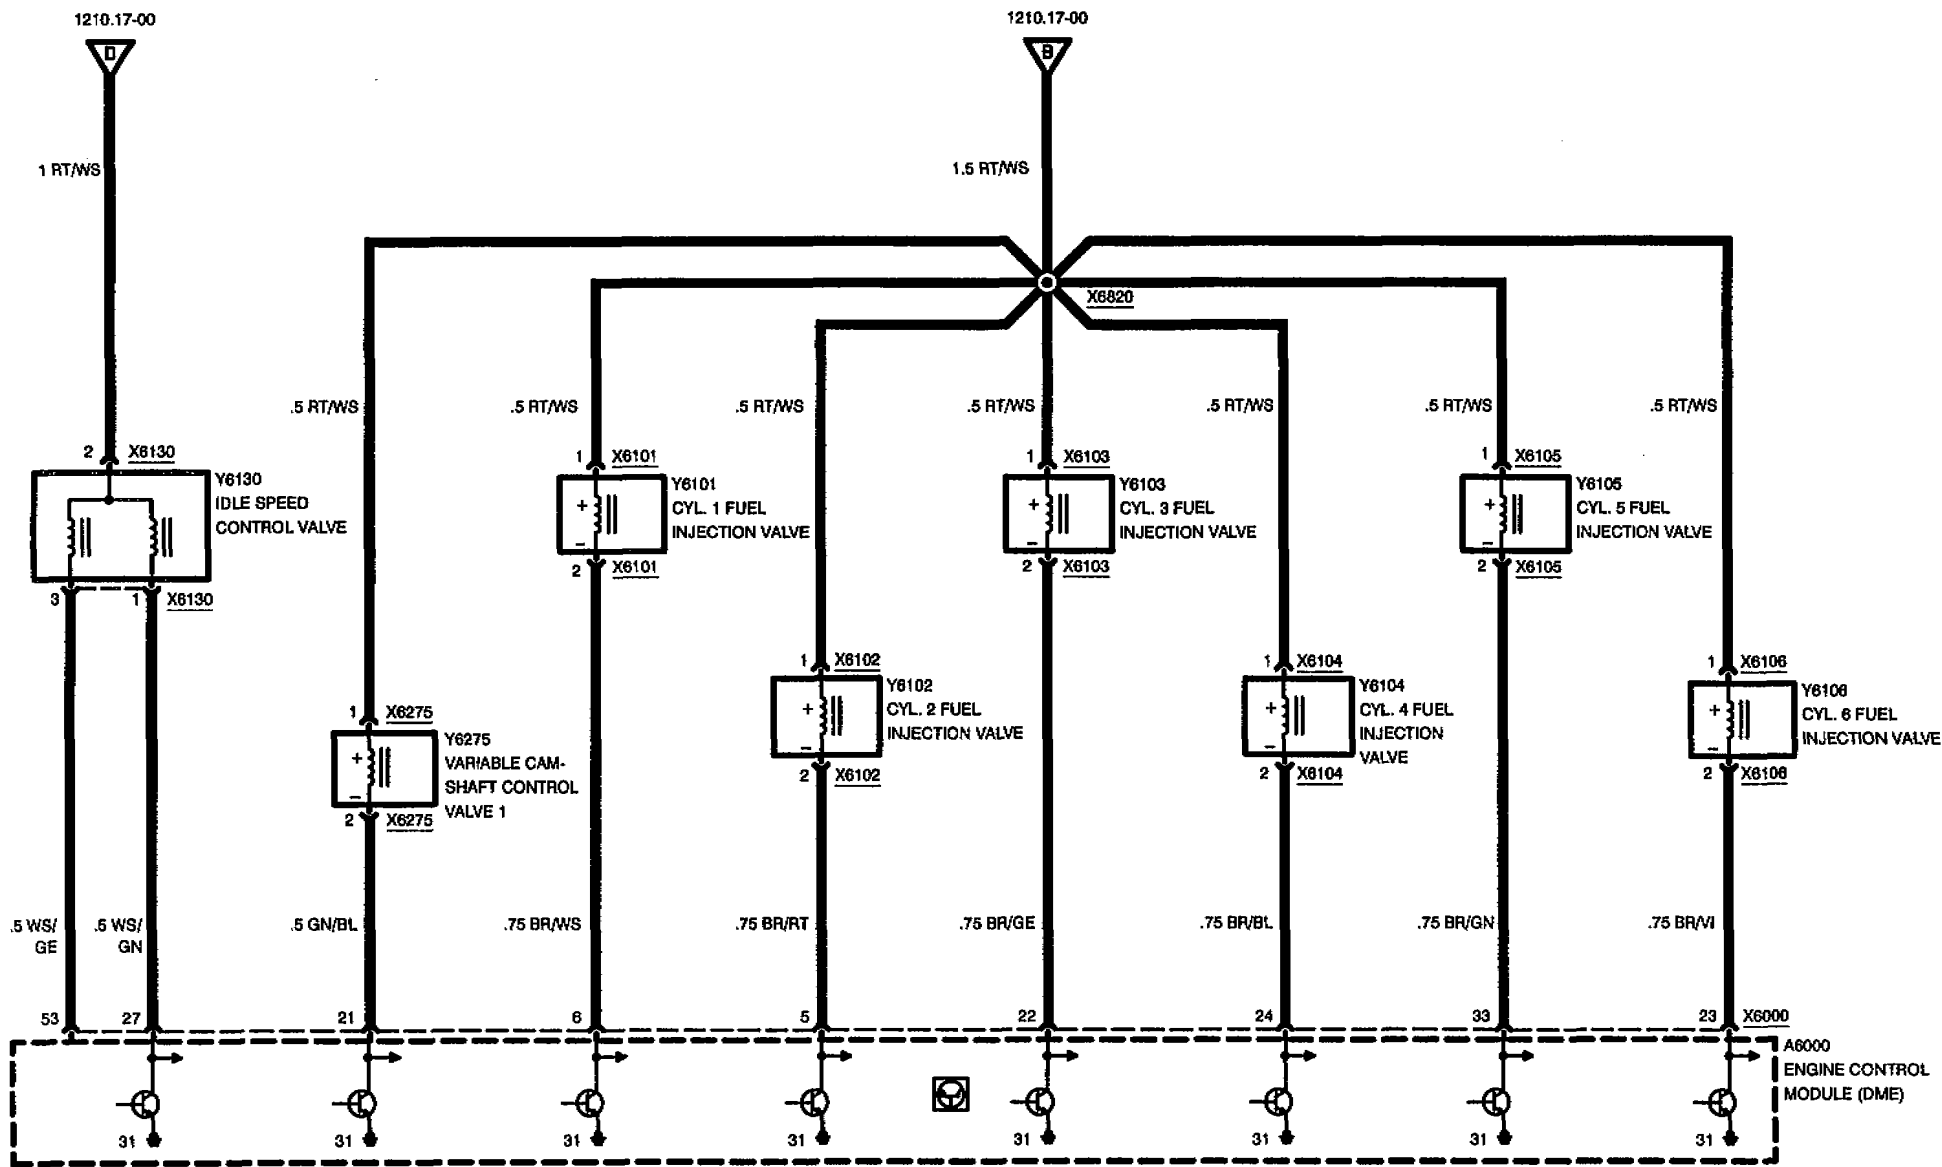 1210.17-00
1210.17-00
D
B
1 RT/WS
1.5 RT/WS
X6820
.5 RT/WS
.5 RT/WS
.5 RT/WS
.5 RT/WS
.5 RT/WS
.5 RT/WS
.5 RT/WS
2 X6130
Y6130
IDLE SPEED
CONTROL VALVE
3 1 X6130
1 X6101
Y6101
CYL. 1 FUEL
INJECTION VALVE
+
–
2 X6101
1 X6103
Y6103
CYL. 3 FUEL
INJECTION VALVE
+
–
2 X6103
1 X6105
Y6105
CYL. 5 FUEL
INJECTION VALVE
+
–
2 X6105
1 X6102
Y6102
CYL. 2 FUEL
INJECTION VALVE
+
–
2 X6102
1 X6104
Y6104
CYL. 4 FUEL
INJECTION
VALVE
+
–
2 X6104
1 X6106
Y6106
CYL. 6 FUEL
INJECTION VALVE
+
–
2 X6106
1 X6275
Y6275
VARIABLE CAM-
SHAFT CONTROL
VALVE 1
+
–
2 X6275
.5 WS/
GE
.5 WS/
GN
.5 GN/BL
.75 BR/WS
.75 BR/RT
.75 BR/GE
.75 BR/BL
.75 BR/GN
.75 BR/VI
53 27 21 6 5 22 24 33 23 X6000
A6000
ENGINE CONTROL
MODULE (DME)
31 31 31 31 31 31 31 31